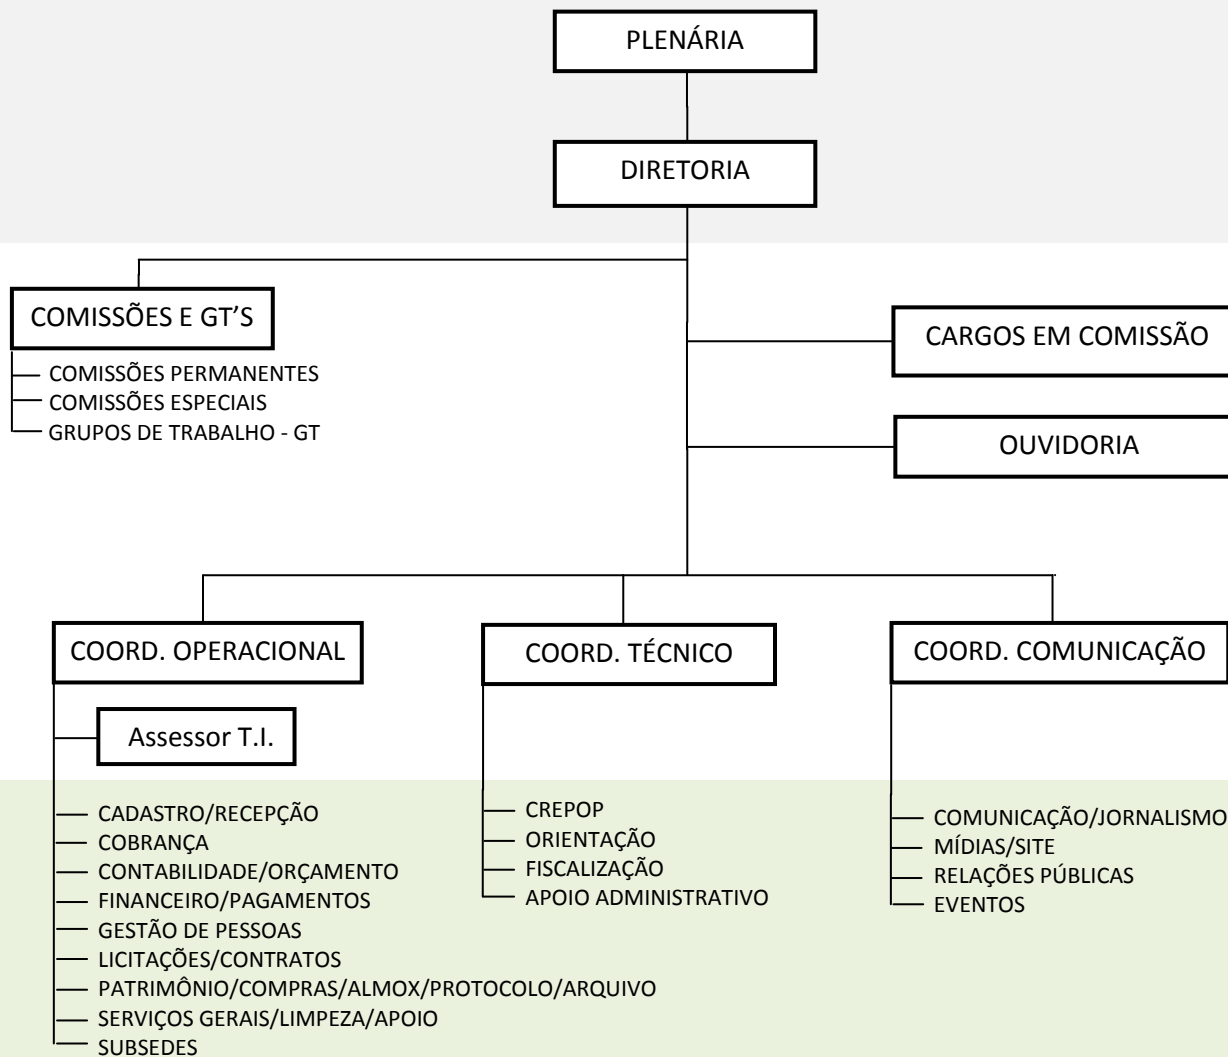 PLENÁRIA
DIRETORIA
COMISSÕES E GT’S
COMISSÕES PERMANENTES
COMISSÕES ESPECIAIS
GRUPOS DE TRABALHO - GT
CARGOS EM COMISSÃO
OUVIDORIA
COORD. OPERACIONAL
Assessor T.I.
CADASTRO/RECEPÇÃO
COBRANÇA
CONTABILIDADE/ORÇAMENTO
FINANCEIRO/PAGAMENTOS
GESTÃO DE PESSOAS
LICITAÇÕES/CONTRATOS
PATRIMÔNIO/COMPRAS/ALMOX/PROTOCOLO/ARQUIVO
SERVIÇOS GERAIS/LIMPEZA/APOIO
SUBSEDES
COORD. TÉCNICO
CREPOP
ORIENTAÇÃO
FISCALIZAÇÃO
APOIO ADMINISTRATIVO
COORD. COMUNICAÇÃO
COMUNICAÇÃO/JORNALISMO
MÍDIAS/SITE
RELAÇÕES PÚBLICAS
EVENTOS